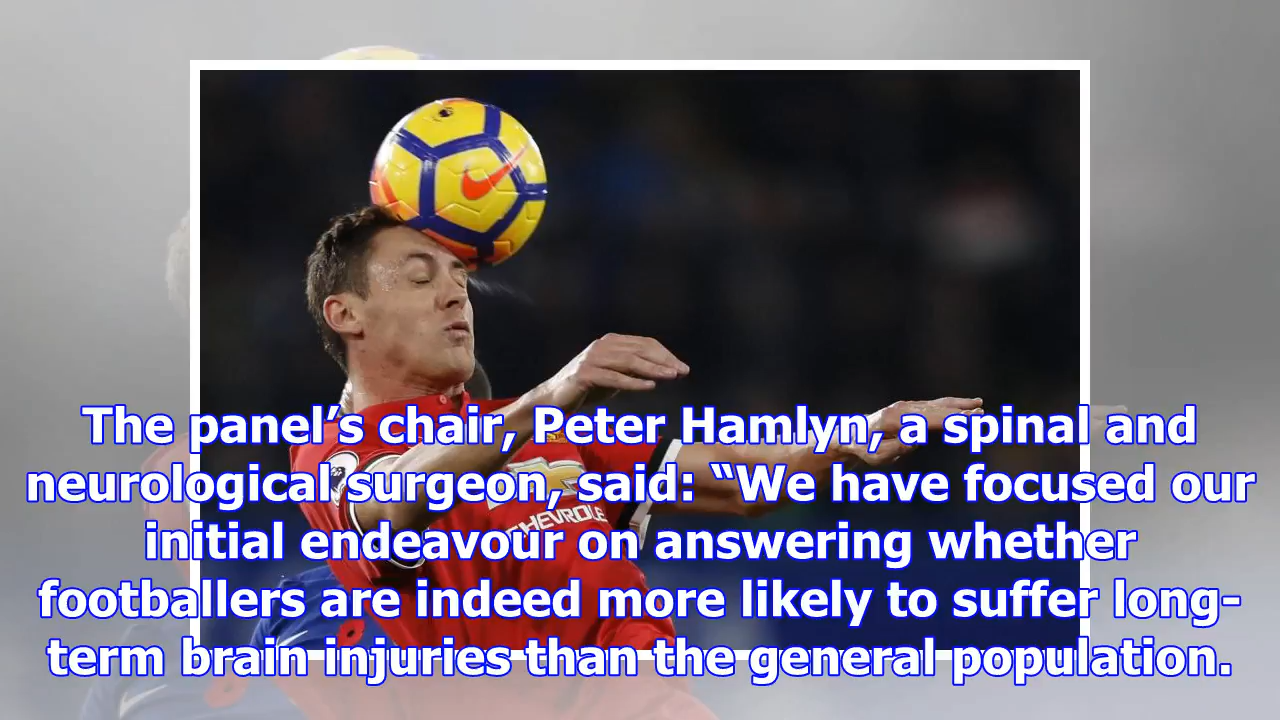 The panel’s chair, Peter Hamlyn, a spinal and
neurological surgeon, said: “We have focused our
initial endeavour on answering whether
footballers are indeed more likely to suffer long-
term brain injuries than the general population.
CHEVROLET